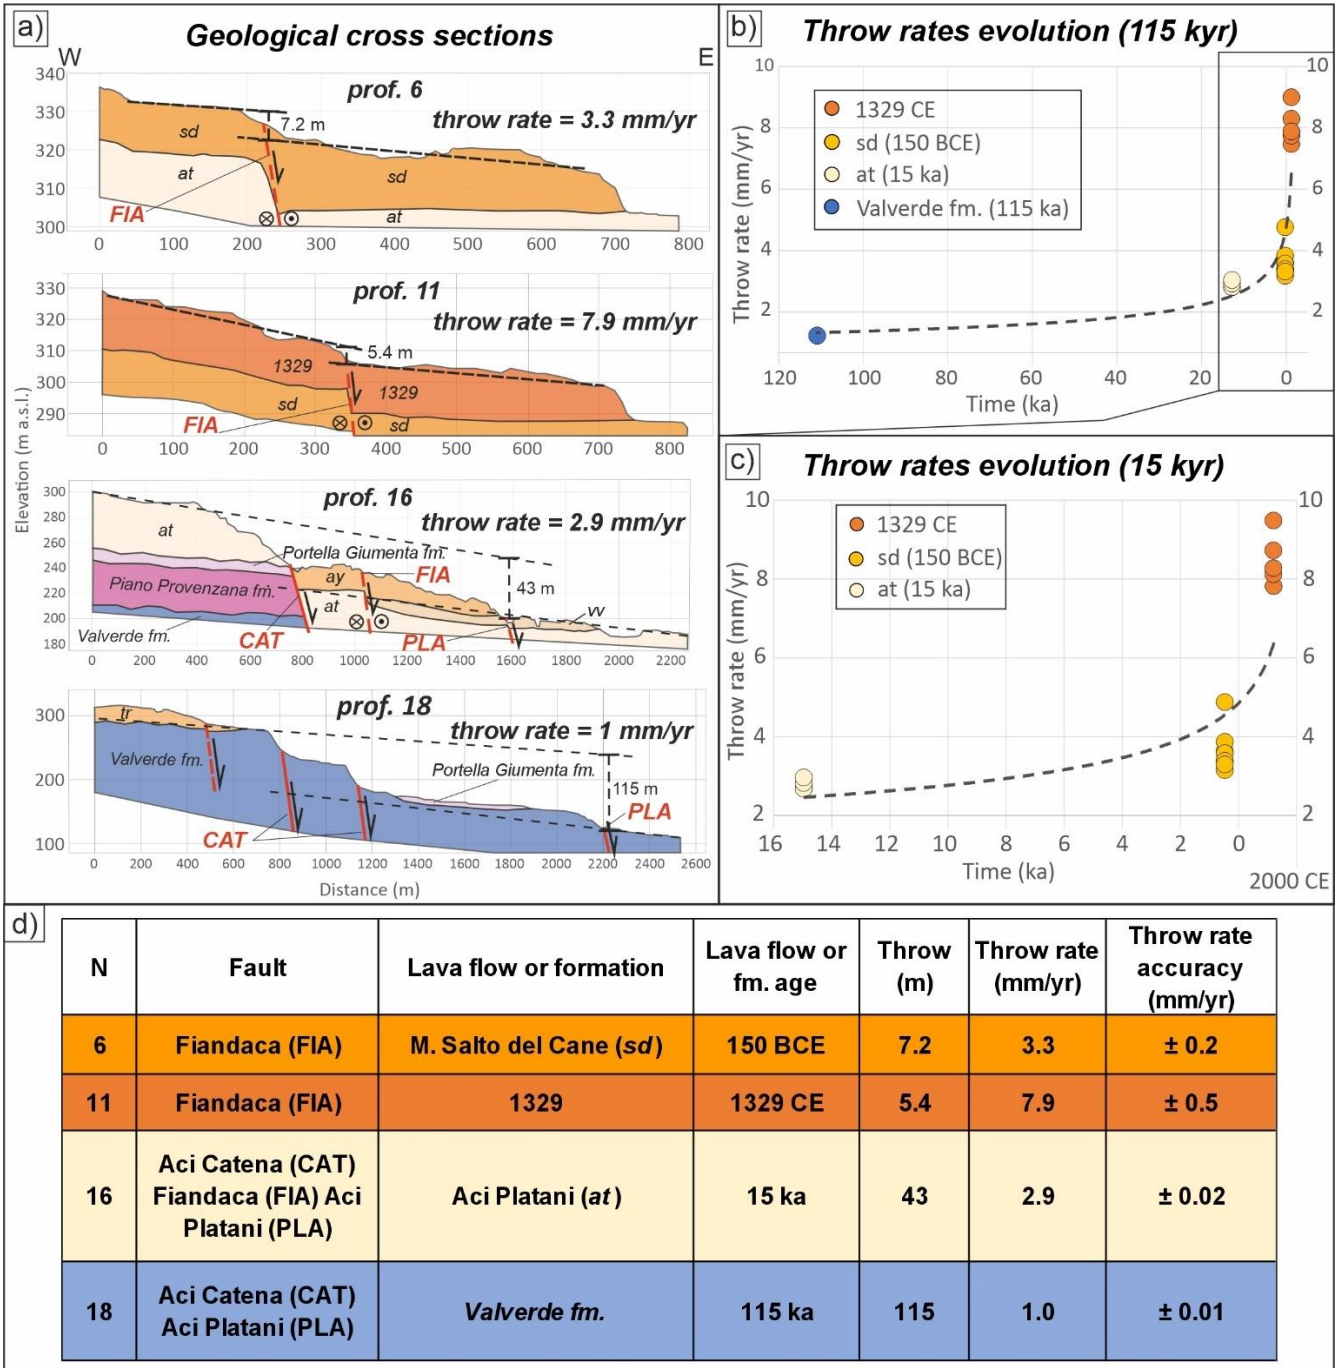 a)
Geological cross sections
W
E
Elevation (m a.s.l.)
prof. 6
throw rate = 3.3 mm/yr
7.2 m
sd
at
sd
at
FIA
340
330
320
310
300
0 100 200 300 400 500 600 700 800
prof. 11
throw rate = 7.9 mm/yr
5.4 m
1329
1329
sd
sd
FIA
330
320
310
300
290
0 100 200 300 400 500 600 700 800
prof. 16
throw rate = 2.9 mm/yr
at
Portella Giumenta fm.
Piano Provenzana fm.
Valverde fm.
ay
FIA
at
CAT
PLA
43 m
vv
300
280
260
240
220
200
180
0 200 400 600 800 1000 1200 1400 1600 1800 2000 2200
prof. 18
throw rate = 1 mm/yr
tr
Valverde fm.
Portella Giumenta fm.
115 m
PLA
CAT
300
200
100
0 200 400 600 800 1000 1200 1400 1600 1800 2000 2200 2400 2600
Distance (m)
b)
Throw rates evolution (115 kyr)
10
8
6
4
2
Throw rate (mm/yr)
1329 CE
sd (150 BCE)
at (15 ka)
Valverde fm. (115 ka)
10
8
6
4
2
120 100 80 60 40 20 0
Time (ka)
c)
Throw rates evolution (15 kyr)
10
8
6
4
2
Throw rate (mm/yr)
1329 CE
sd (150 BCE)
at (15 ka)
10
8
6
4
2
16 14 12 10 8 6 4 2 0
Time (ka)
2000 CE
d)
N Fault Lava flow or formation Lava flow or fm. age Throw (m) Throw rate (mm/yr) Throw rate accuracy (mm/yr)
6 Fiandaca (FIA) M. Salto del Cane (sd) 150 BCE 7.2 3.3 ± 0.2
11 Fiandaca (FIA) 1329 1329 CE 5.4 7.9 ± 0.5
16 Aci Catena (CAT) Fiandaca (FIA) Aci Platani (PLA) Aci Platani (at) 15 ka 43 2.9 ± 0.02
18 Aci Catena (CAT) Aci Platani (PLA) Valverde fm. 115 ka 115 1.0 ± 0.01